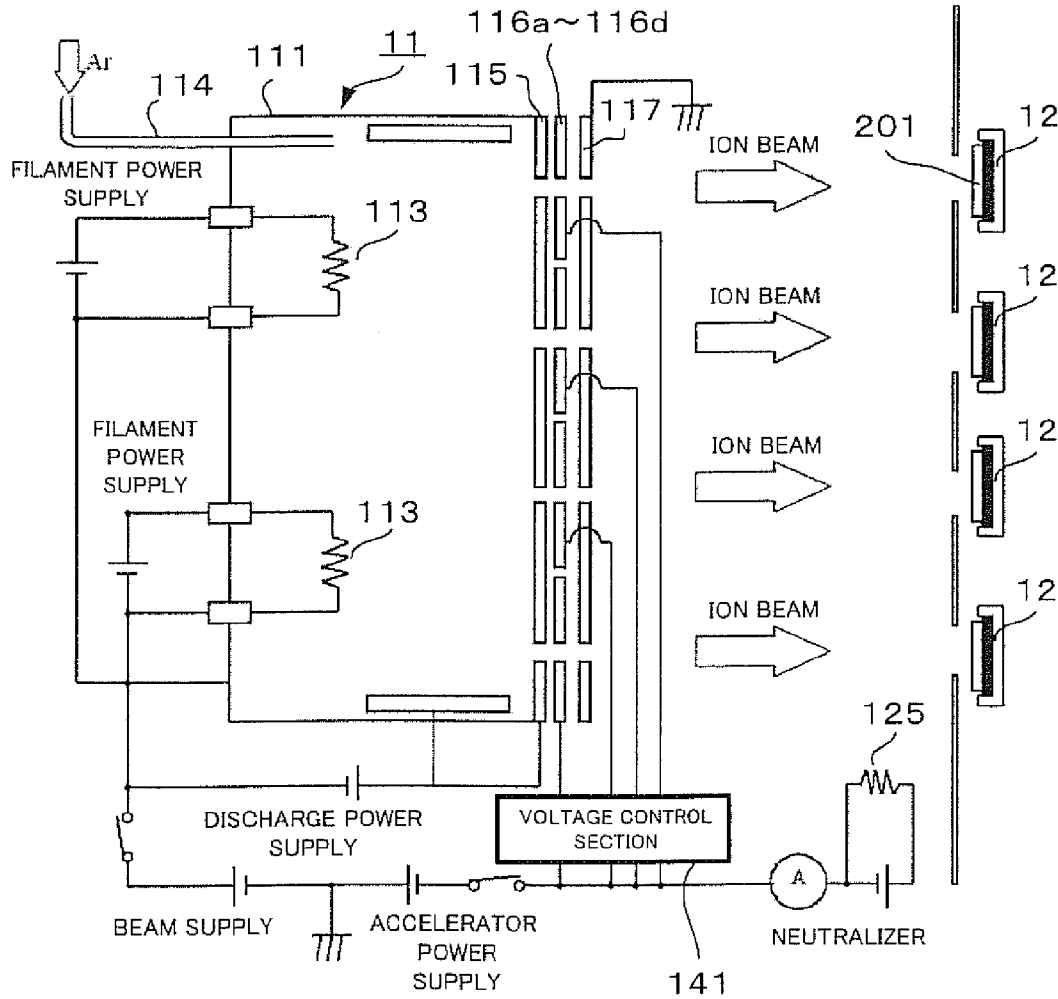 116a～116d
11
115
111
Ar
114
117
FILAMENT POWER
SUPPLY
ION BEAM
201
12
113
ION BEAM
12
FILAMENT
POWER
SUPPLY
ION BEAM
12
113
ION BEAM
12
125
DISCHARGE POWER
SUPPLY
VOLTAGE CONTROL
SECTION
A
BEAM SUPPLY
ACCELERATOR
POWER
SUPPLY
NEUTRALIZER
141